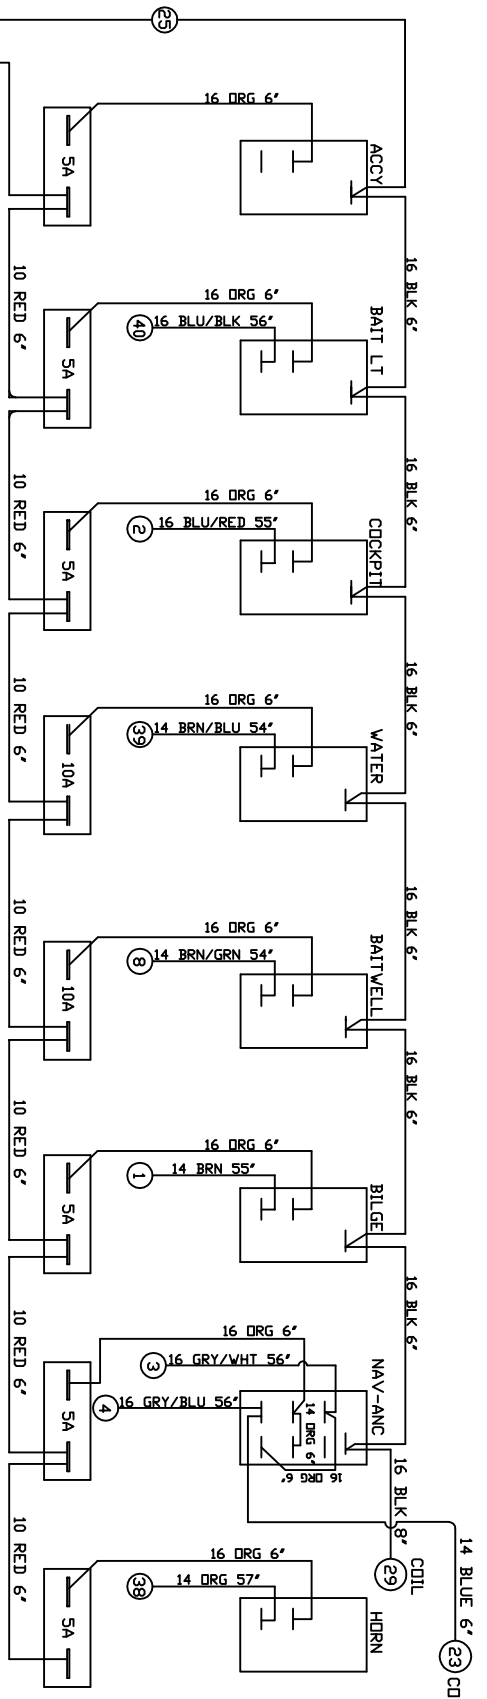 25
16 ORG 6"
5A
ACCY
16 BLK 6"
10 RED 6"
16 ORG 6"
40
16 BLU/BLK 56"
5A
BAIT LT
16 BLK 6"
10 RED 6"
16 ORG 6"
2
16 BLU/RED 55"
5A
COCKPIT
16 BLK 6"
10 RED 6"
16 ORG 6"
39
14 BRN/BLU 54"
10A
WATER
16 BLK 6"
10 RED 6"
16 ORG 6"
8
14 BRN/GRN 54"
10A
BAITWELL
16 BLK 6"
10 RED 6"
16 ORG 6"
1
14 BRN 55"
5A
BILGE
16 BLK 6"
10 RED 6"
16 ORG 6"
3
16 GRY/WHT 56"
4
16 GRY/BLU 56"
5A
NAV-ANC
14 ORG 6"
16 ORG 6"
16 BLK 8"
29
COIL
14 BLUE 6"
23 CO
10 RED 6"
16 ORG 6"
38
14 ORG 57"
5A
HORN